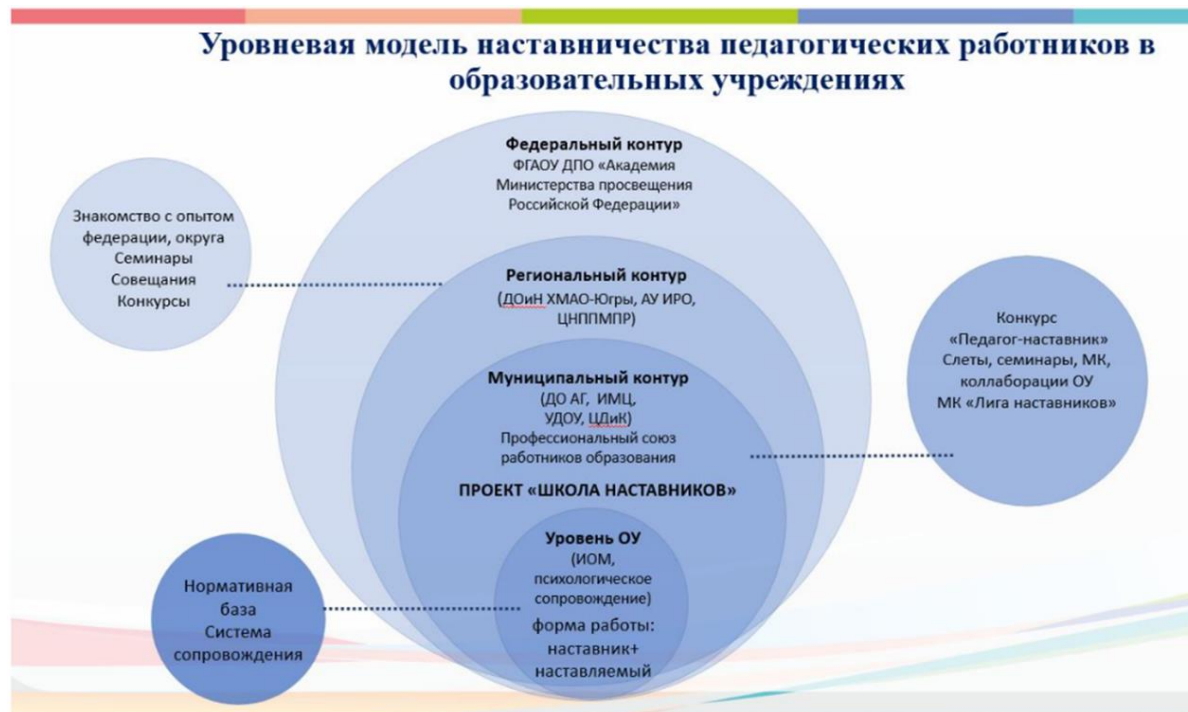 Уровневая модель наставничества педагогических работников в
образовательных учреждениях
Федеральный контур
ФГАОУ ДПО «Академия
Министерства просвещения
Российской Федерации»
Знакомство с опытом
федерации, округа
Семинары
Совещания
Конкурсы
Региональный контур
(ДОиН ХМАО-Югры, АУ ИРО,
ЦНППМПР)
Конкурс
«Педагог-наставник»
Слеты, семинары, МК,
коллаборации ОУ
МК «Лига наставников»
Муниципальный контур
(ДО АГ, ИМЦ,
УДОУ, ЦДиК)
Профессиональный союз
работников образования
ПРОЕКТ «ШКОЛА НАСТАВНИКОВ»
Уровень ОУ
(ИОМ,
психологическое
сопровождение)
форма работы:
наставник+
наставляемый
Нормативная
база
Система
сопровождения